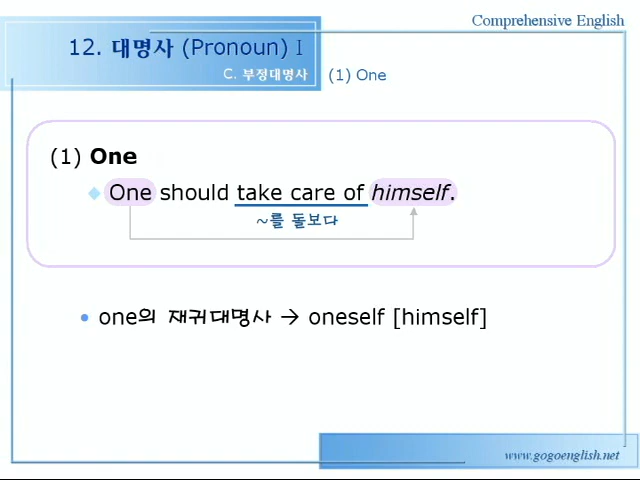 Comprehensive English
12. 대명사 (Pronoun) I
C. 부정대명사
(1) One
(1) One
One should take care of himself.
~를 돌보다
one의 재귀대명사 → oneself [himself]
www.gogoenglish.net